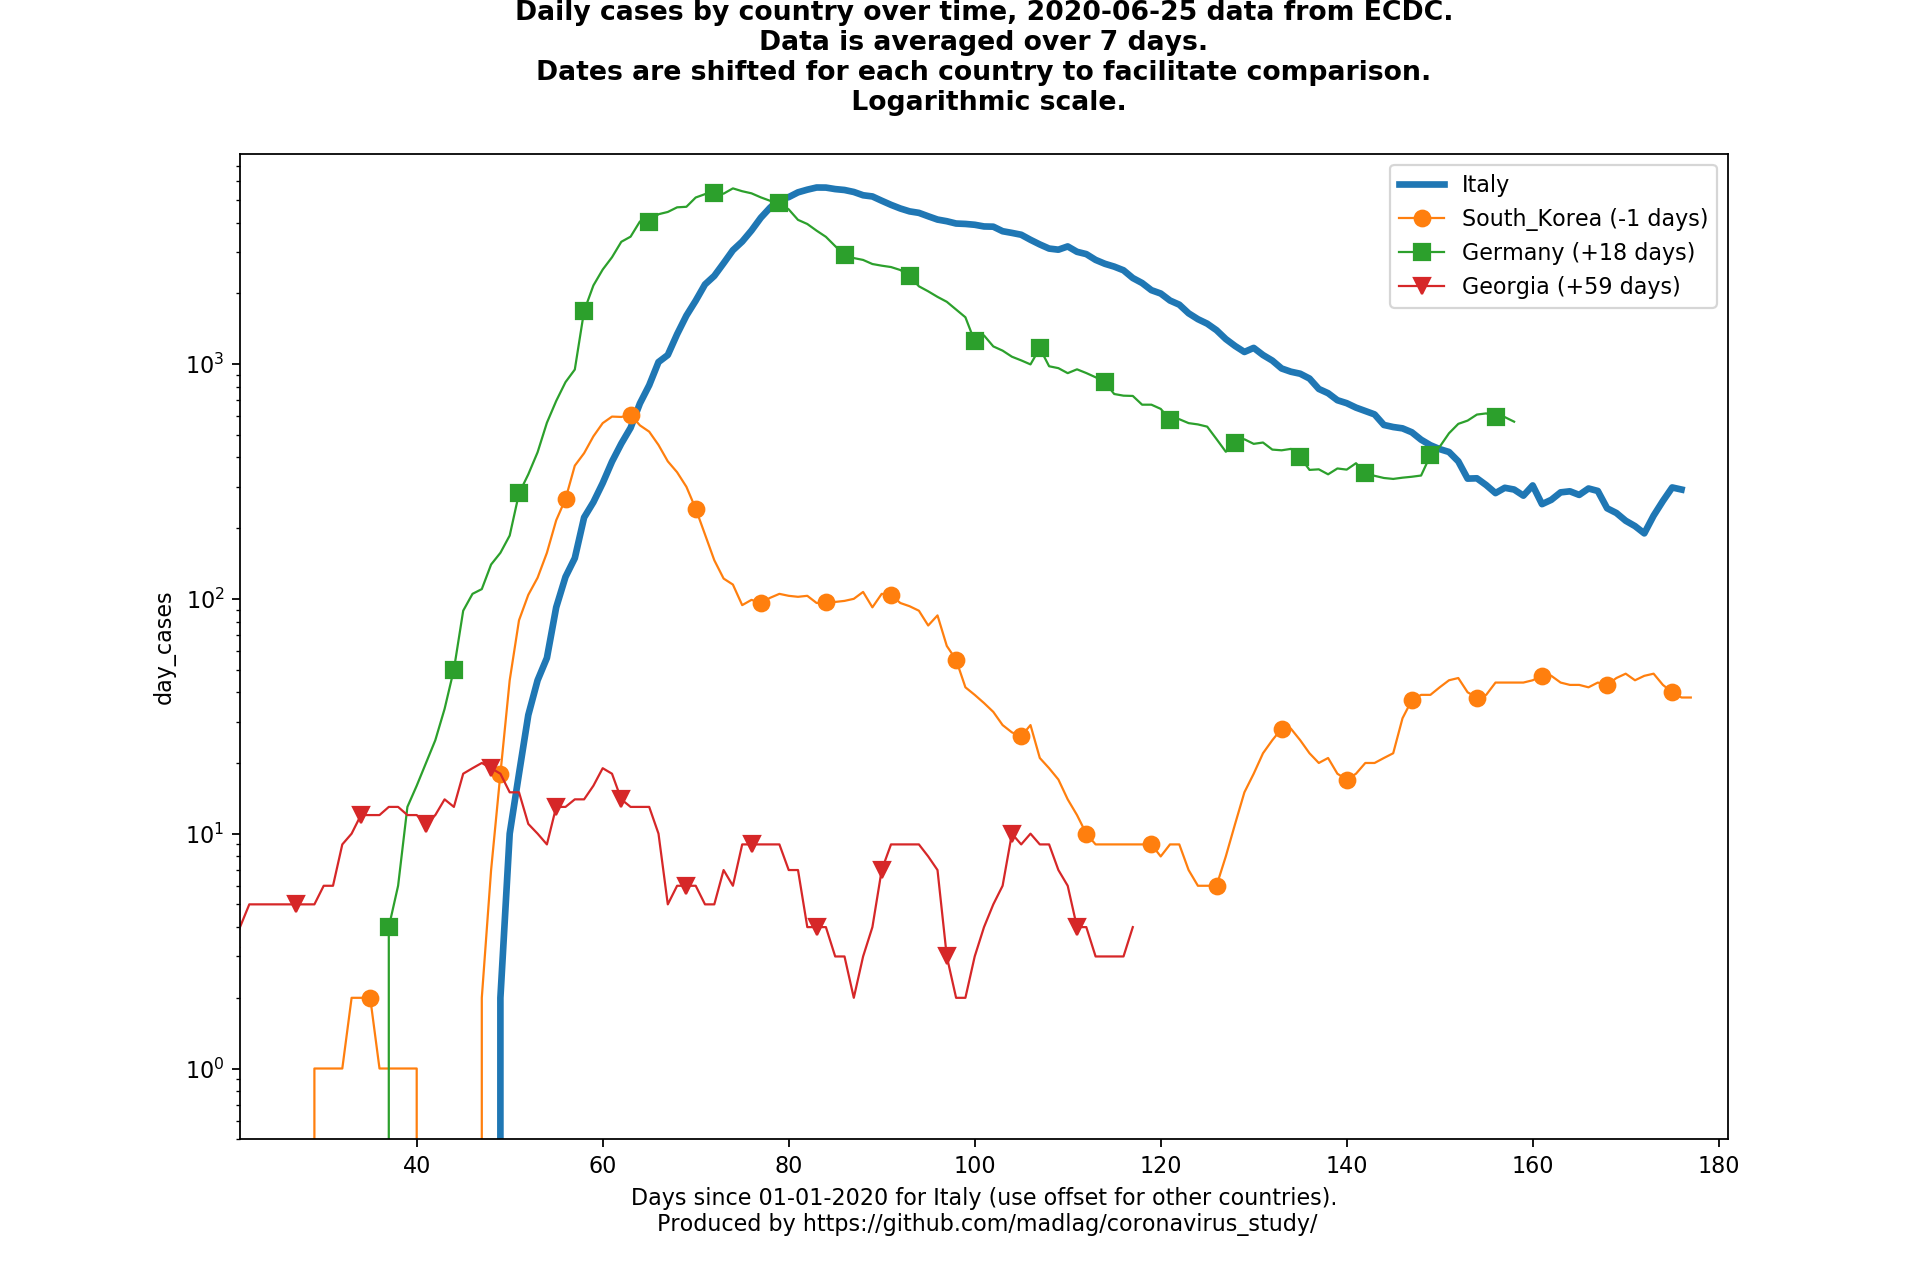 Daily cases by country over time, 2020-06-25 data from ECDC.
Data is averaged over 7 days.
Dates are shifted for each country to facilitate comparison.
Logarithmic scale.
Italy
South_Korea (-1 days)
Germany (+18 days)
Georgia (+59 days)
10³
10²
10¹
10⁰
day_cases
40 60 80 100 120 140 160 180
Days since 01-01-2020 for Italy (use offset for other countries).
Produced by https://github.com/madlag/coronavirus_study/